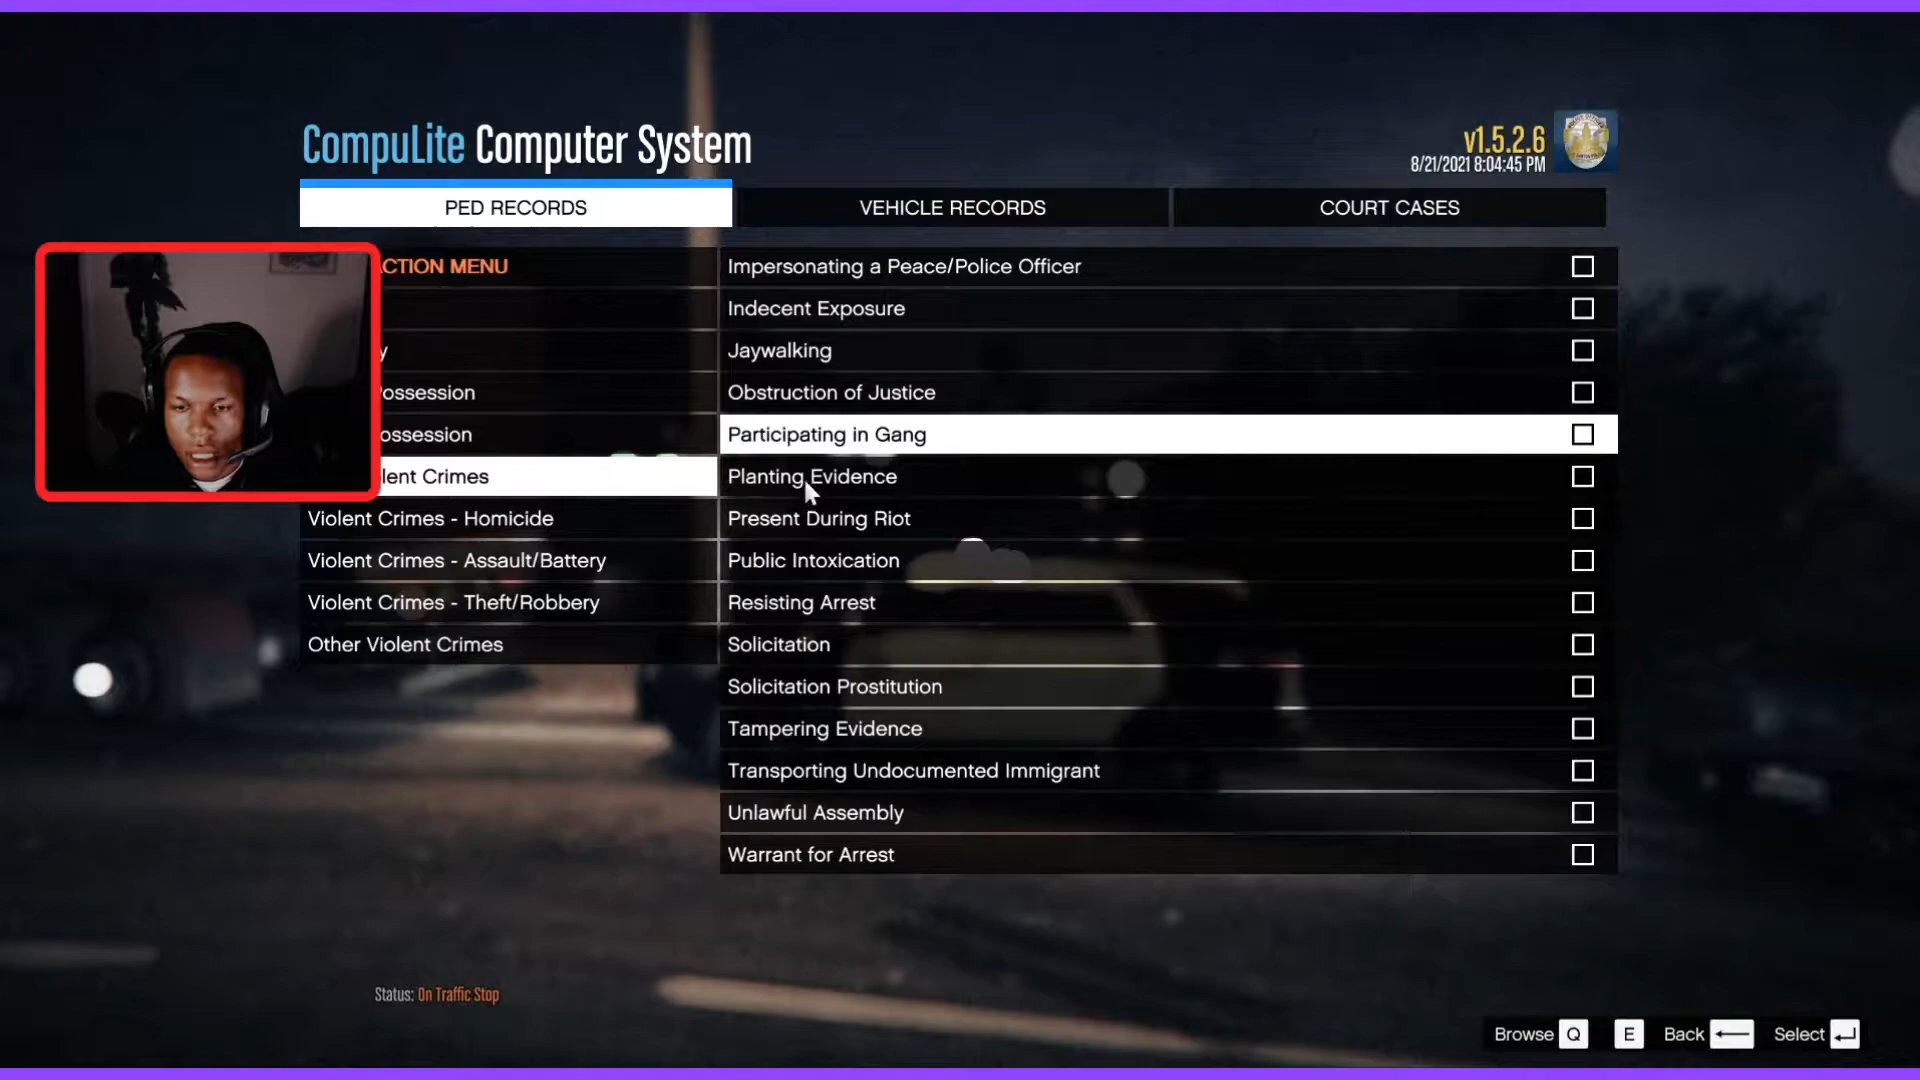 CompuLite Computer System
v1.5.2.6
8/21/2021 8:04:45 PM
PED RECORDS
VEHICLE RECORDS
COURT CASES
ACTION MENU
Possession
ossession
lent Crimes
Violent Crimes - Homicide
Violent Crimes - Assault/Battery
Violent Crimes - Theft/Robbery
Other Violent Crimes
Impersonating a Peace/Police Officer
Indecent Exposure
Jaywalking
Obstruction of Justice
Participating in Gang
Planting Evidence
Present During Riot
Public Intoxication
Resisting Arrest
Solicitation
Solicitation Prostitution
Tampering Evidence
Transporting Undocumented Immigrant
Unlawful Assembly
Warrant for Arrest
Status: On Traffic Stop
Browse Q E Back Select